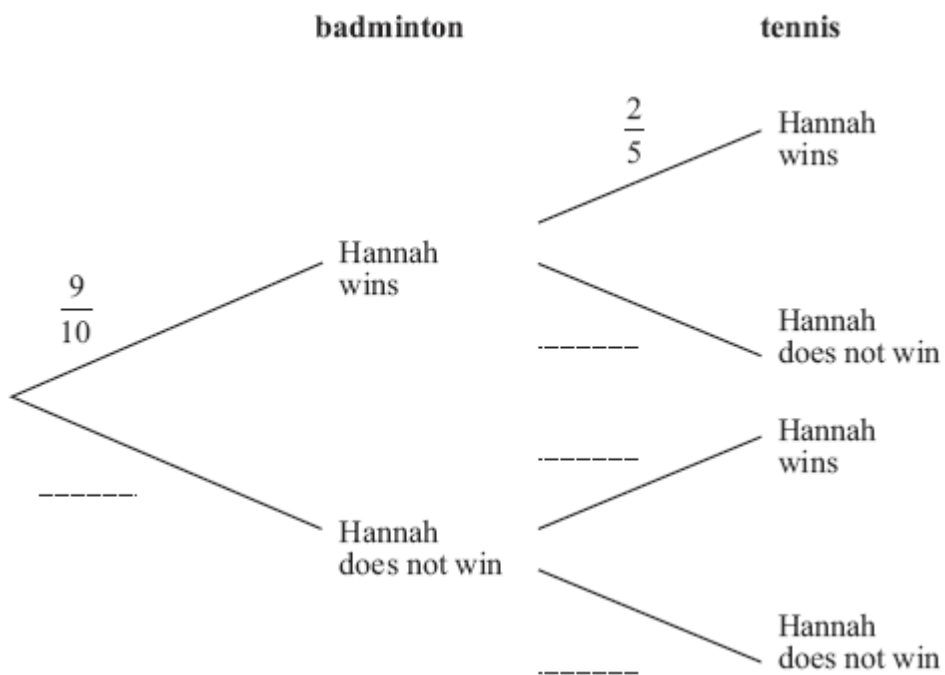 badminton tennis
2
5
Hannah
wins
Hannah
wins
9
10
Hannah
does not win
Hannah
wins
Hannah
does not win
Hannah
does not win